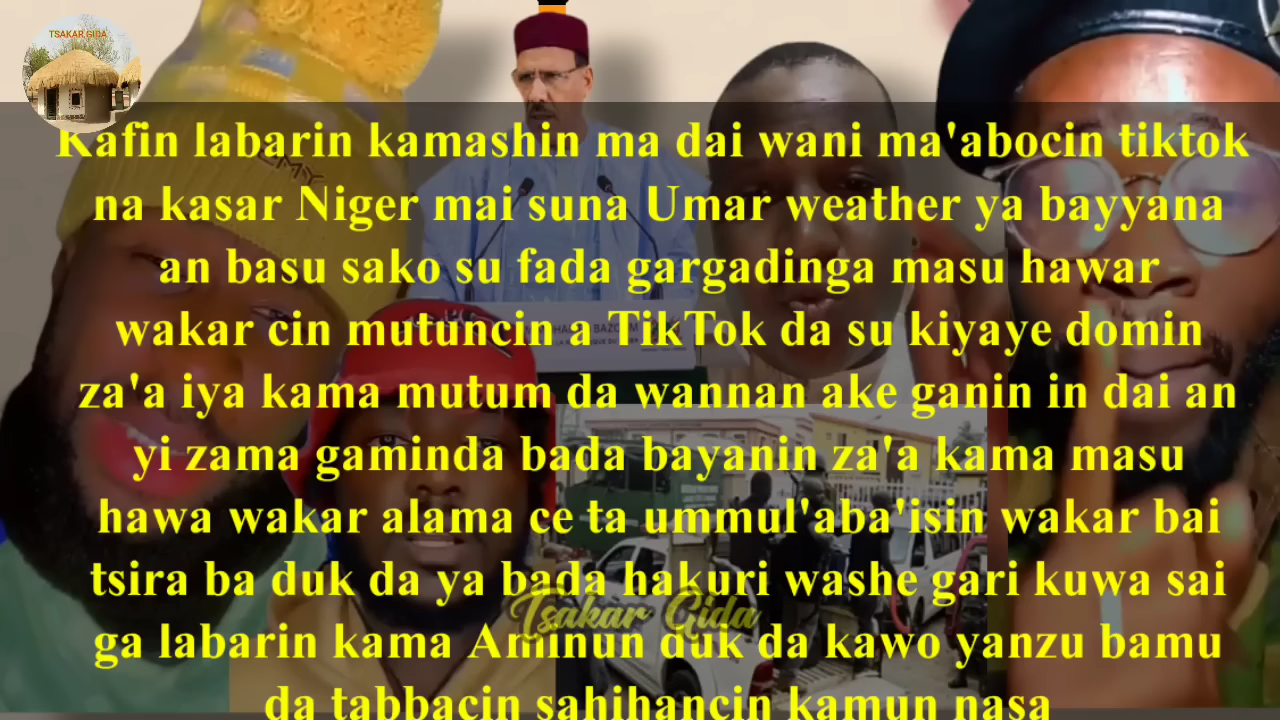 TSAKAR GIDA
Kafin labarin kamashin ma dai wani ma'abocin tiktok
na kasar Niger mai suna Umar weather ya bayyana
an basu sako su fada gargadinga masu hawar
wakar cin mutuncin a TikTok da su kiyaye domin
za'a iya kama mutum da wannan ake ganin in dai an
yi zama gaminda bada bayanin za'a kama masu
hawa wakar alama ce ta ummul'aba'isin wakar bai
tsira ba duk da ya bada hakuri washe gari kuwa sai
ga labarin kama Aminun duk da kawo yanzu bamu
da tabbacin sahihancin kamun nasa
Tsakar Gida